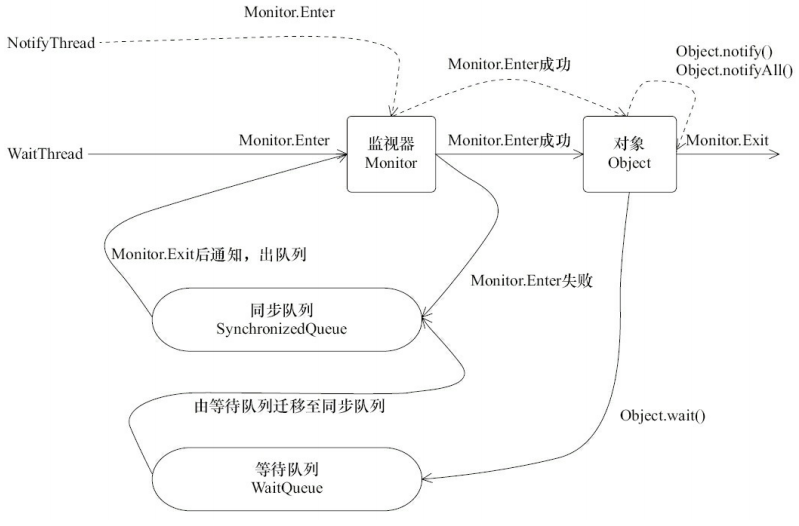 Monitor.Enter
NotifyThread
Object.notify()
Object.notifyAll()
Monitor.Enter成功
WaitThread
Monitor.Enter
监视器
Monitor
Monitor.Enter成功
对象
Object
Monitor.Exit
Monitor.Exit后通知，出队列
Monitor.Enter失败
同步队列
SynchronizedQueue
由等待队列迁移至同步队列
Object.wait()
等待队列
WaitQueue